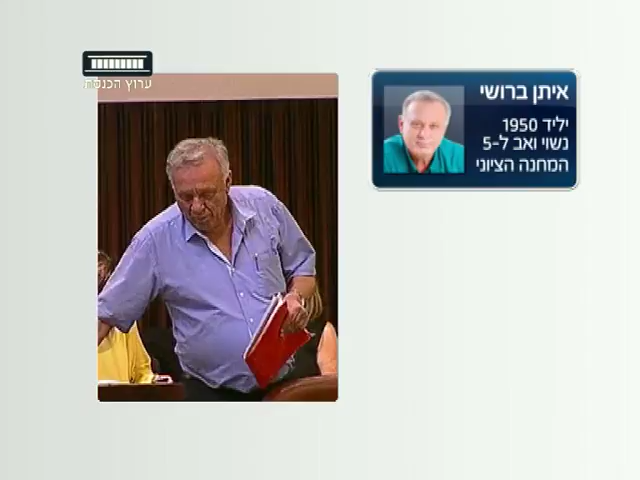 ערוץ הכנסת
איתן ברושי
יליד 1950
נשוי ואב ל-5
המחנה הציוני